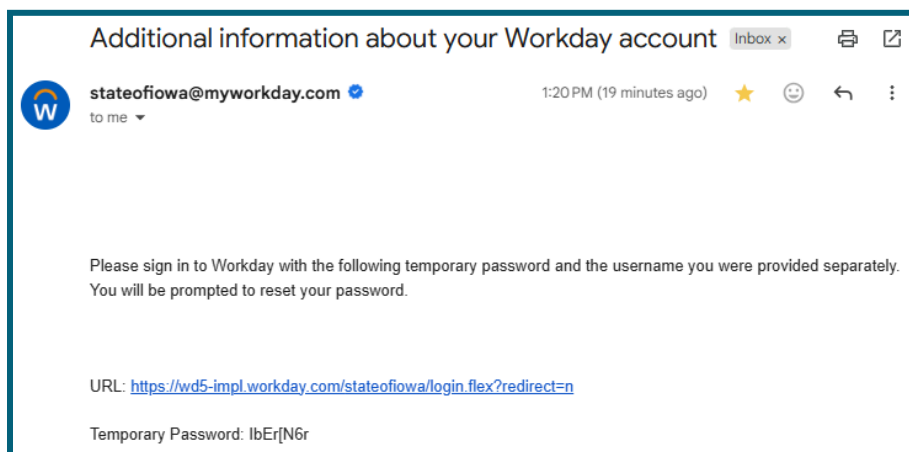 Additional information about your Workday account Inbox ×
stateofiowa@myworkday.com 1:20 PM (19 minutes ago)
to me
Please sign in to Workday with the following temporary password and the username you were provided separately.
You will be prompted to reset your password.
URL: https://wd5-impl.workday.com/stateofiowa/login.flex?redirect=n
Temporary Password: IbEr[N6r